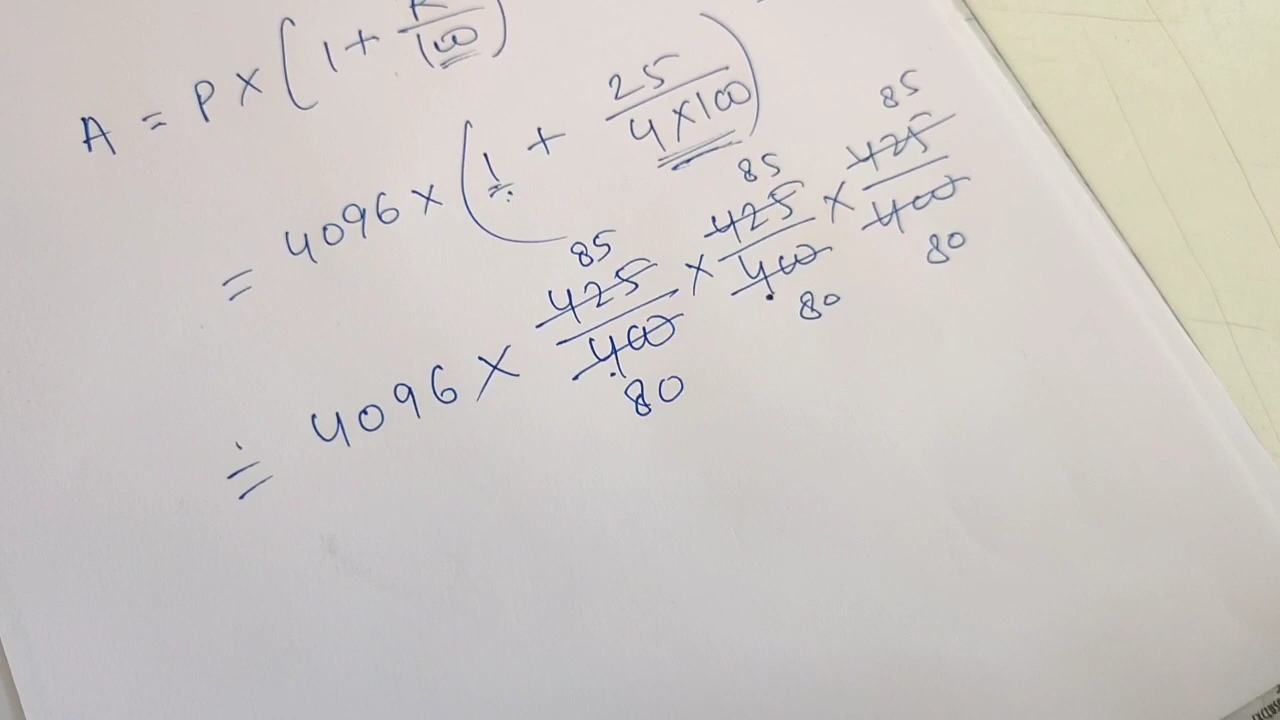 A = P × (1 + R/100)
= 4096 × (1 + 25/4×100)
= 4096 × 425/400 × 425/400 × 425/400
85 85 85
80 80 80